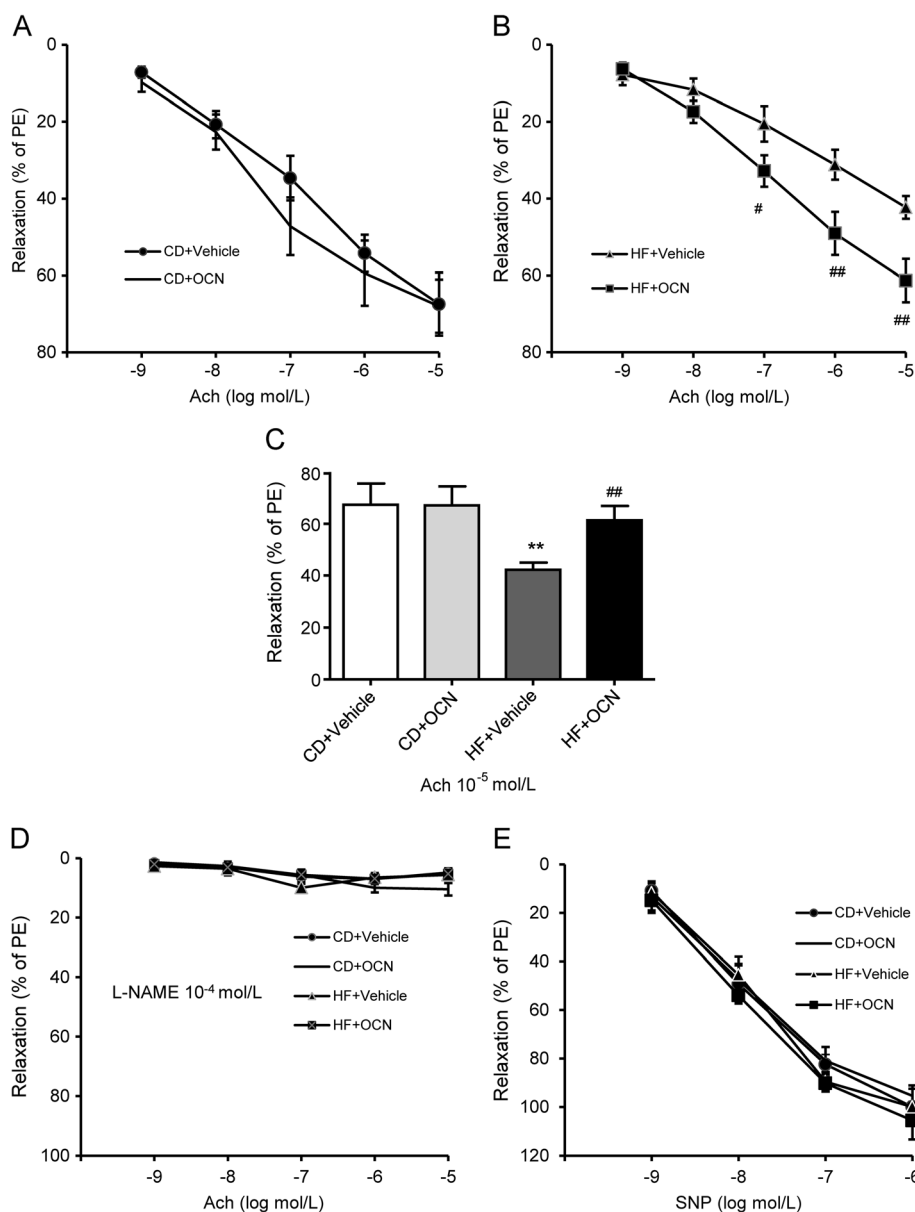 A
Relaxation (% of PE)
0
20
40
60
80
CD+Vehicle
CD+OCN
-9 -8 -7 -6 -5
Ach (log mol/L)
B
Relaxation (% of PE)
0
20
40
60
80
HF+Vehicle
HF+OCN
#
##
##
-9 -8 -7 -6 -5
Ach (log mol/L)
C
Relaxation (% of PE)
80
60
40
20
0
**
##
CD+Vehicle
CD+OCN
HF+Vehicle
HF+OCN
Ach 10⁻⁵ mol/L
D
Relaxation (% of PE)
0
20
40
60
80
100
L-NAME 10⁻⁴ mol/L
CD+Vehicle
CD+OCN
HF+Vehicle
HF+OCN
-9 -8 -7 -6 -5
Ach (log mol/L)
E
Relaxation (% of PE)
0
20
40
60
80
100
120
CD+Vehicle
CD+OCN
HF+Vehicle
HF+OCN
-9 -8 -7 -6
SNP (log mol/L)